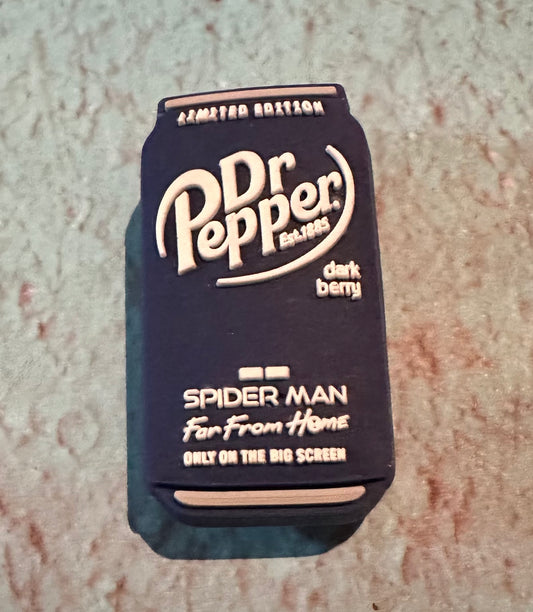 LIMITED EDITION
Dr
Pepper
Est.1885
dark
berry
SPIDER MAN
Far From Home
ONLY ON THE BIG SCREEN